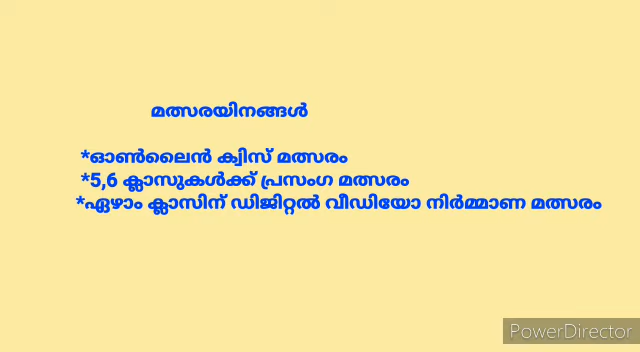 മത്സരയിനങ്ങൾ
*ഓൺലൈൻ ക്വിസ് മത്സരം
*5,6 ക്ലാസുകൾക്ക് പ്രസംഗ മത്സരം
*ഏഴാം ക്ലാസിന് ഡിജിറ്റൽ വീഡിയോ നിർമ്മാണ മത്സരം
PowerDirector